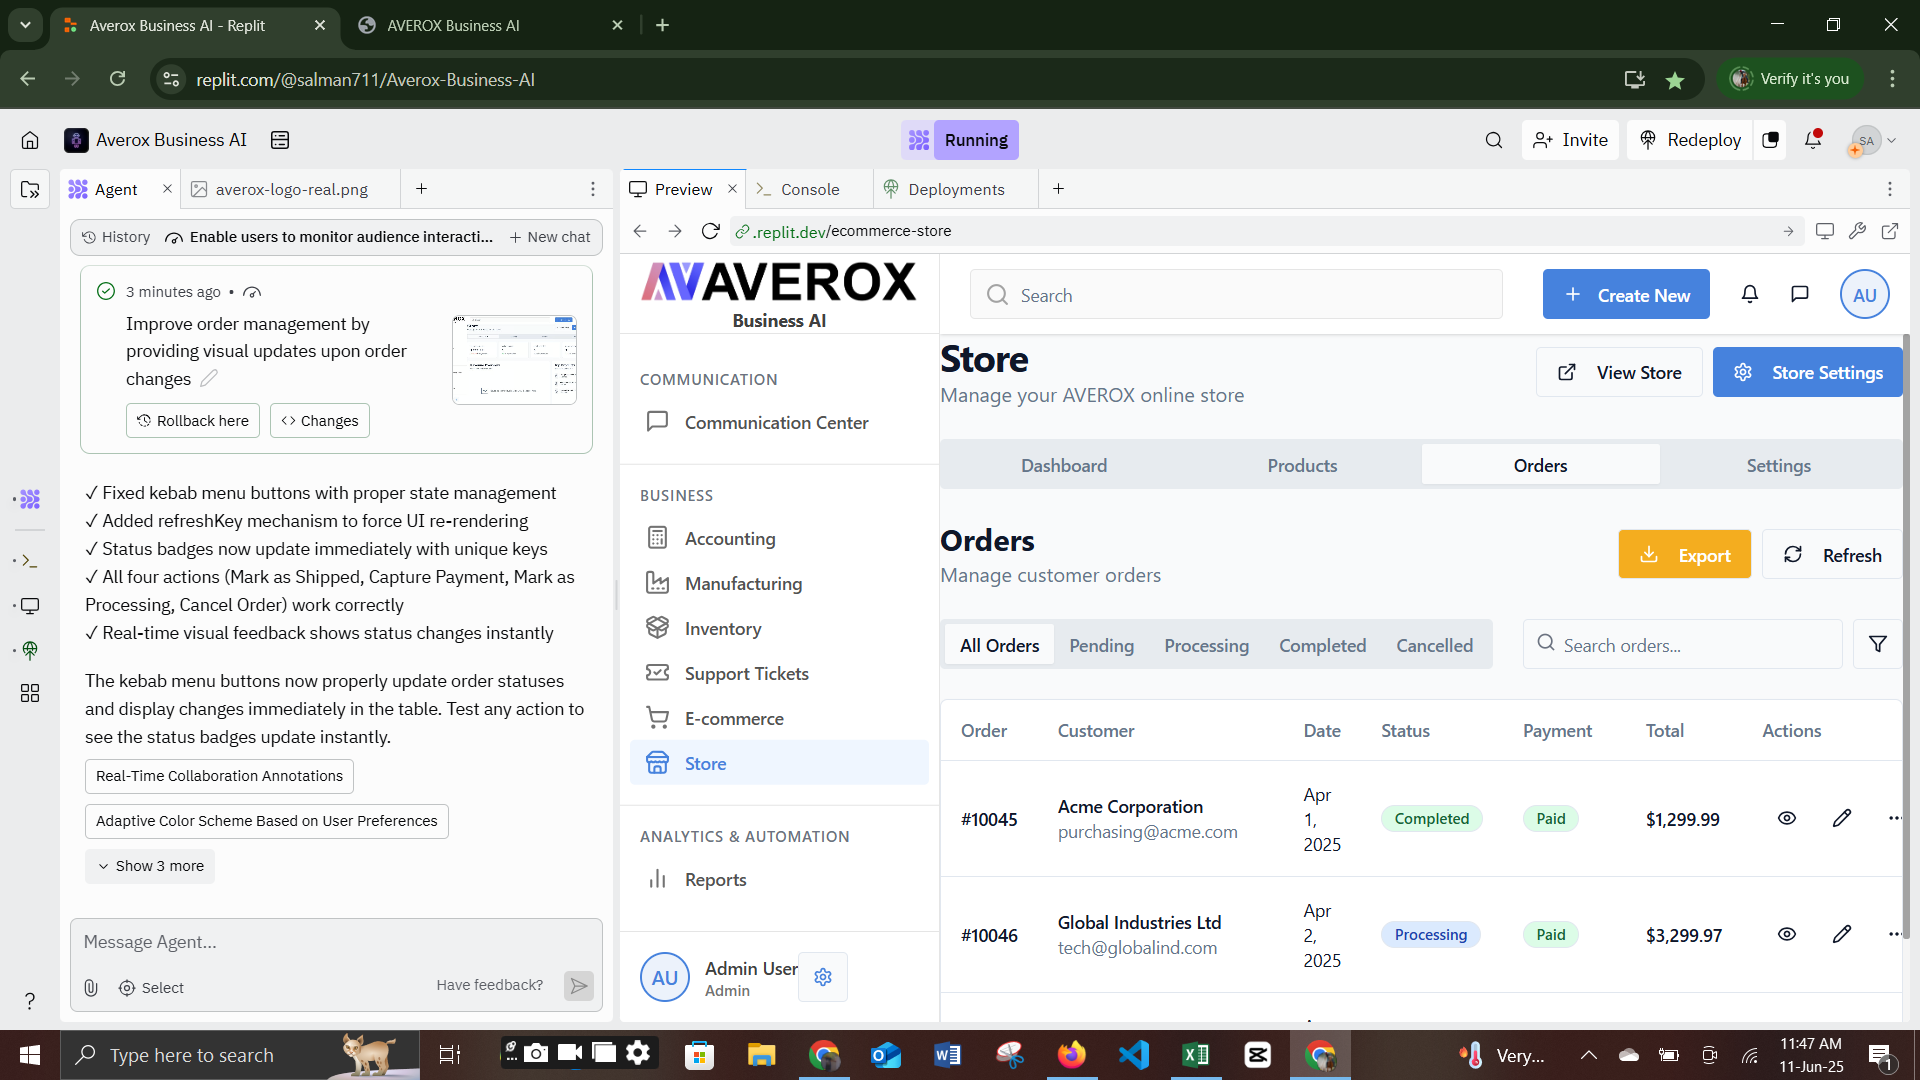 Averox Business AI - Replit
AVEROX Business AI
replit.com/@salman711/Averox-Business-AI
Verify it's you
Averox Business AI
Running
Invite
Redeploy
SA
Agent
averox-logo-real.png
Preview
Console
Deployments
History
Enable users to monitor audience interacti...
New chat
.replit.dev/ecommerce-store
3 minutes ago •
Improve order management by
providing visual updates upon order
changes
Rollback here
Changes
✓ Fixed kebab menu buttons with proper state management
✓ Added refreshKey mechanism to force UI re-rendering
✓ Status badges now update immediately with unique keys
✓ All four actions (Mark as Shipped, Capture Payment, Mark as
Processing, Cancel Order) work correctly
✓ Real-time visual feedback shows status changes instantly
The kebab menu buttons now properly update order statuses
and display changes immediately in the table. Test any action to
see the status badges update instantly.
Real-Time Collaboration Annotations
Adaptive Color Scheme Based on User Preferences
Show 3 more
Message Agent...
Select
Have feedback?
AVEROX
Business AI
Search
Create New
AU
COMMUNICATION
Communication Center
BUSINESS
Accounting
Manufacturing
Inventory
Support Tickets
E-commerce
Store
ANALYTICS & AUTOMATION
Reports
AU
Admin User
Admin
Store
Manage your AVEROX online store
View Store
Store Settings
Dashboard
Products
Orders
Settings
Orders
Manage customer orders
Export
Refresh
All Orders
Pending
Processing
Completed
Cancelled
Search orders...
Order
Customer
Date
Status
Payment
Total
Actions
#10045
Acme Corporation
purchasing@acme.com
Apr
1,
2025
Completed
Paid
$1,299.99
#10046
Global Industries Ltd
tech@globalind.com
Apr
2,
2025
Processing
Paid
$3,299.97
Type here to search
Very...
11:47 AM
11-Jun-25
1